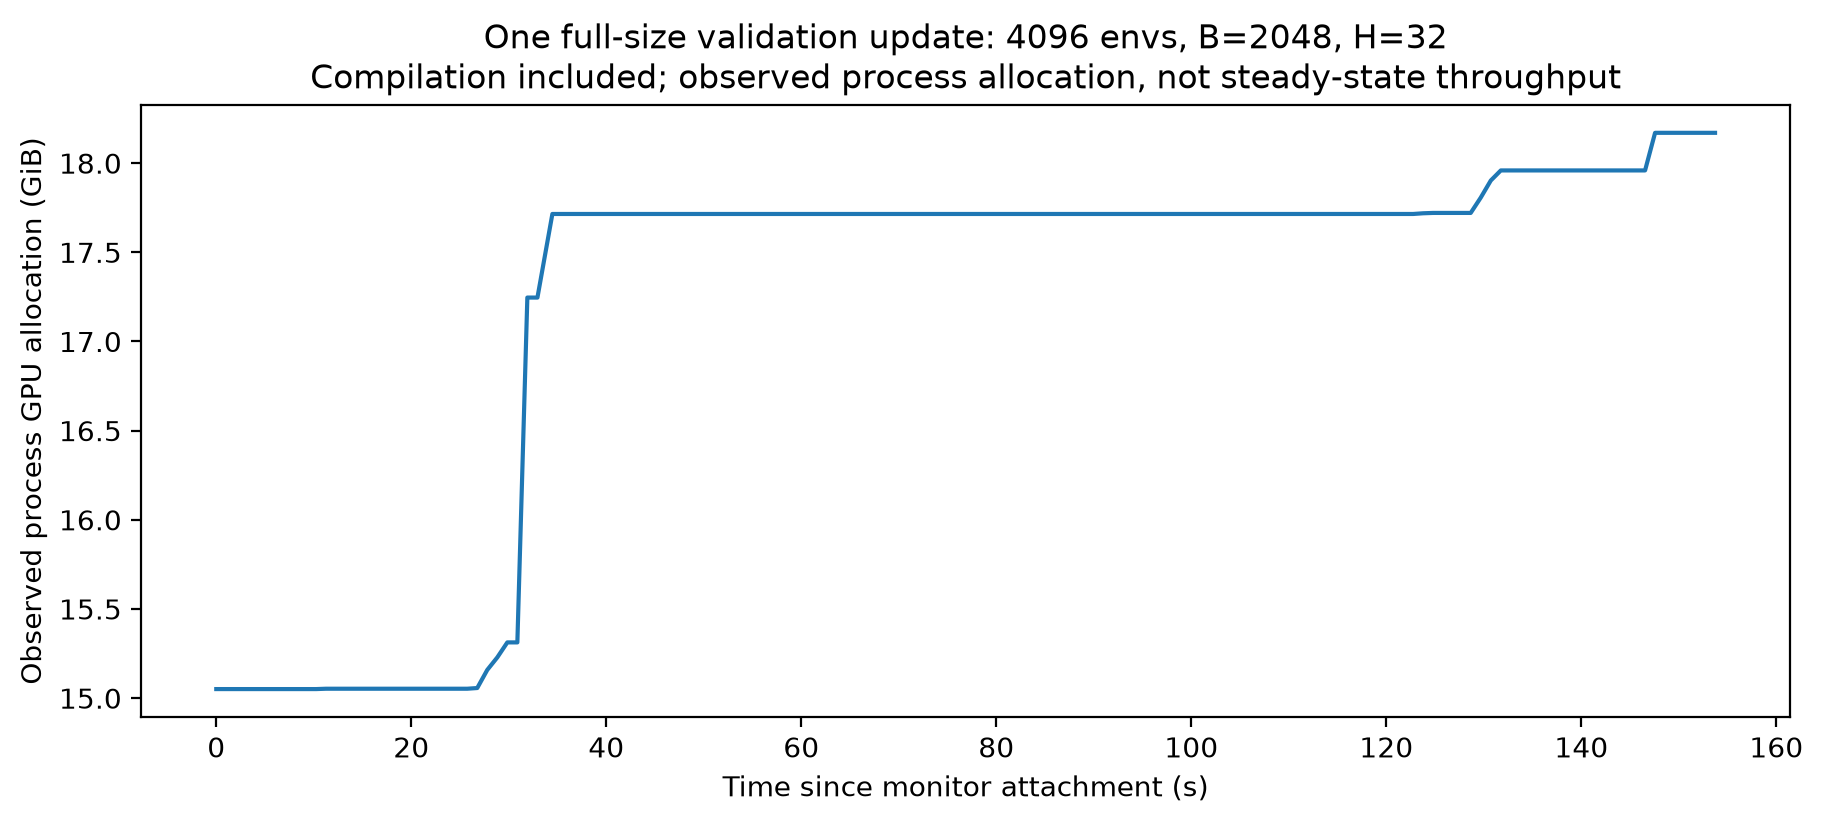 One full-size validation update: 4096 envs, B=2048, H=32
Compilation included; observed process allocation, not steady-state throughput
Observed process GPU allocation (GiB)
18.0
17.5
17.0
16.5
16.0
15.5
15.0
0 20 40 60 80 100 120 140 160
Time since monitor attachment (s)